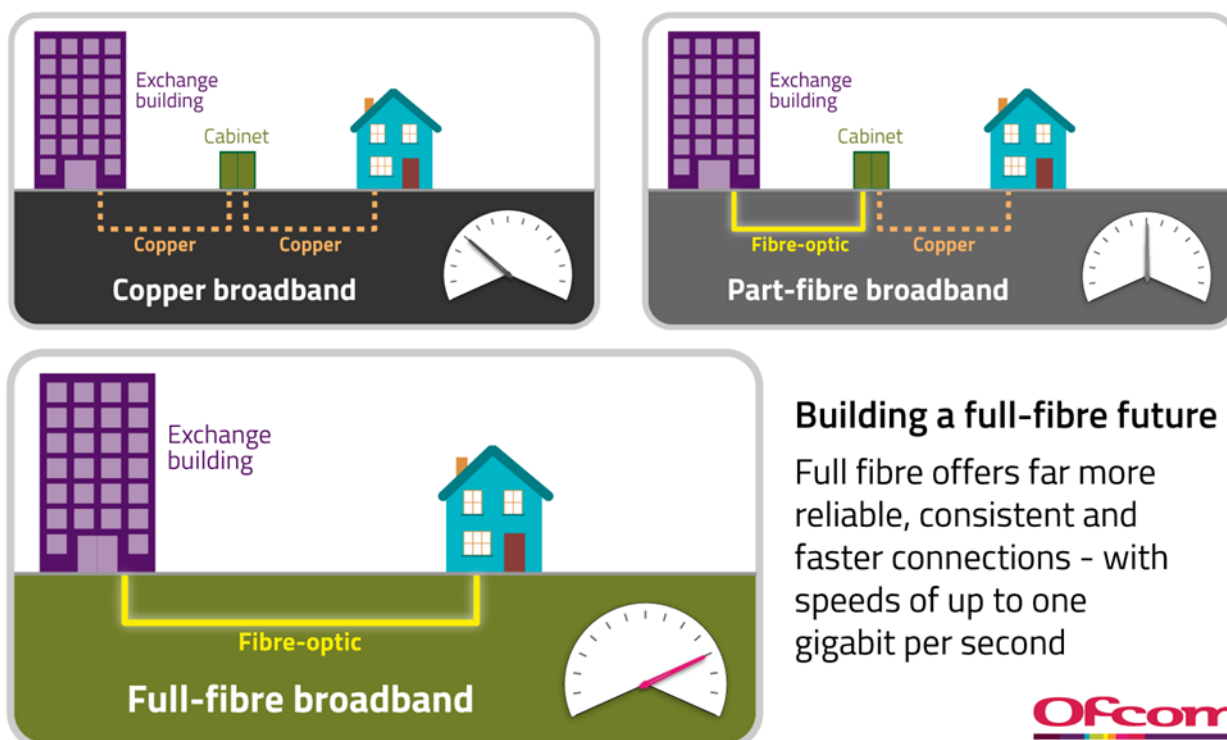 Exchange
building
Cabinet
Copper
Copper
Copper broadband
Exchange
building
Cabinet
Fibre-optic
Copper
Part-fibre broadband
Exchange
building
Fibre-optic
Full-fibre broadband
Building a full-fibre future
Full fibre offers far more
reliable, consistent and
faster connections - with
speeds of up to one
gigabit per second
Ofcom